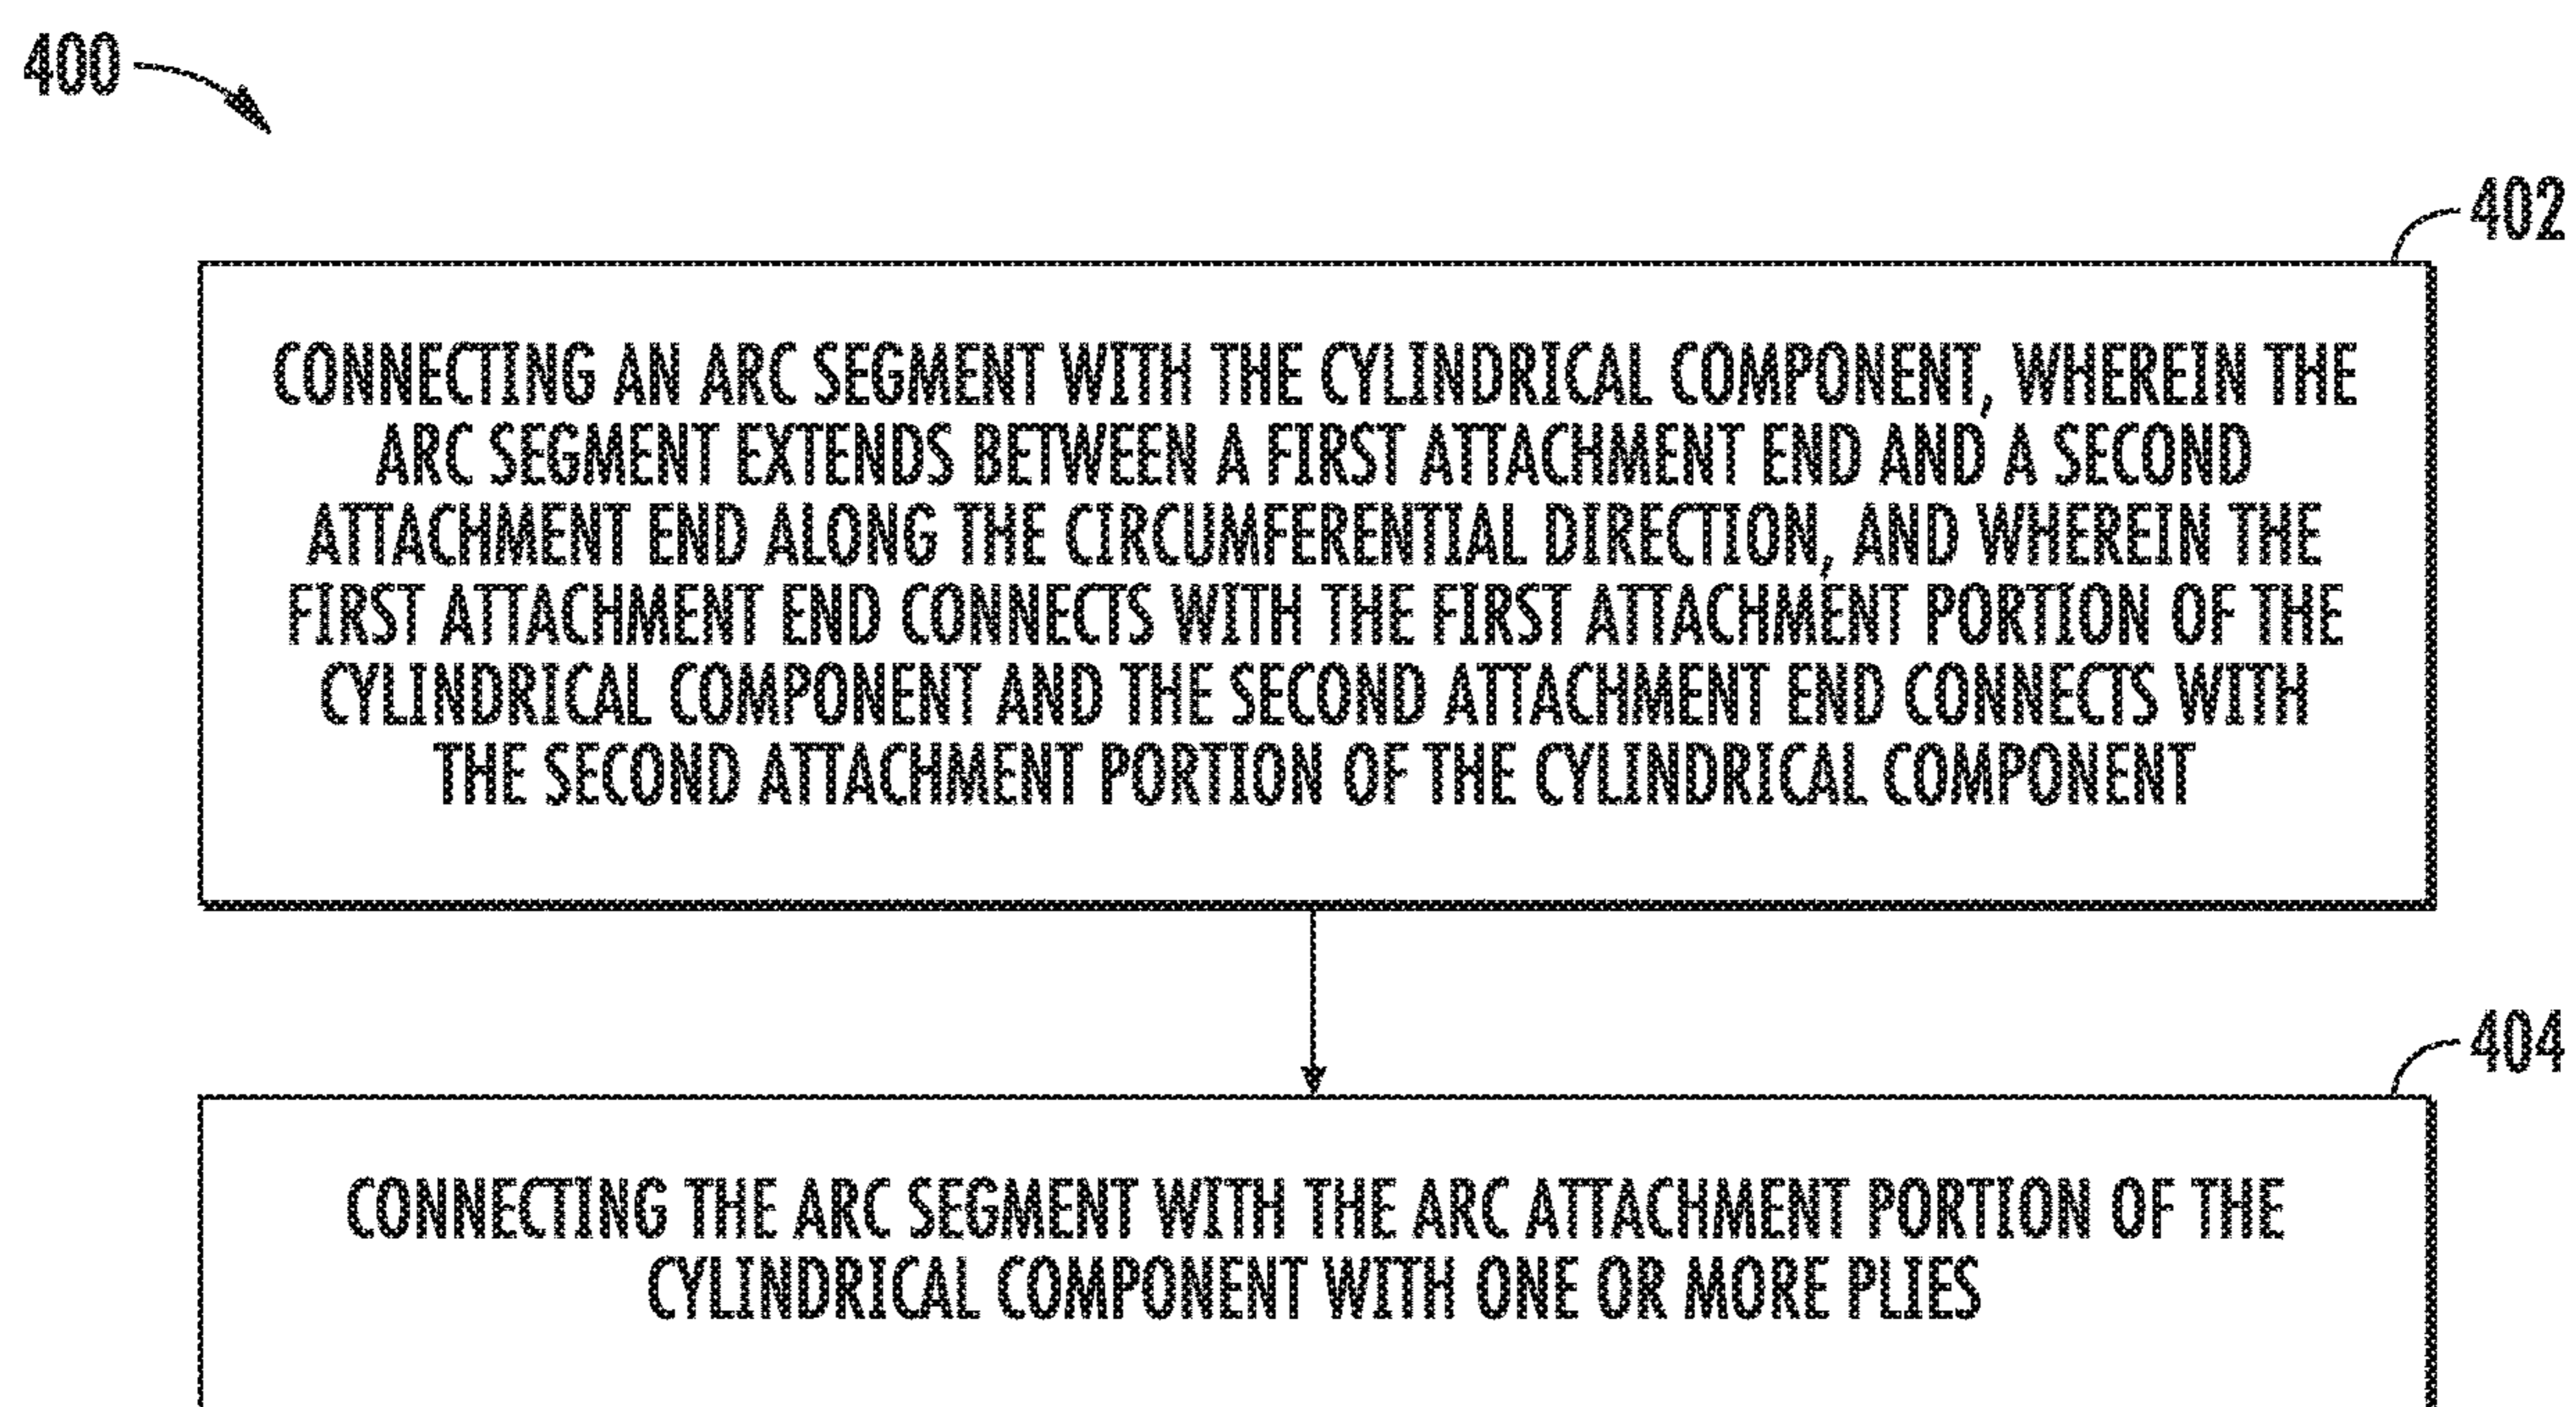 400
402
CONNECTING AN ARC SEGMENT WITH THE CYLINDRICAL COMPONENT, WHEREIN THE
ARC SEGMENT EXTENDS BETWEEN A FIRST ATTACHMENT END AND A SECOND
ATTACHMENT END ALONG THE CIRCUMFERENTIAL DIRECTION, AND WHEREIN THE
FIRST ATTACHMENT END CONNECTS WITH THE FIRST ATTACHMENT PORTION OF THE
CYLINDRICAL COMPONENT AND THE SECOND ATTACHMENT END CONNECTS WITH
THE SECOND ATTACHMENT PORTION OF THE CYLINDRICAL COMPONENT
404
CONNECTING THE ARC SEGMENT WITH THE ARC ATTACHMENT PORTION OF THE
CYLINDRICAL COMPONENT WITH ONE OR MORE PLIES